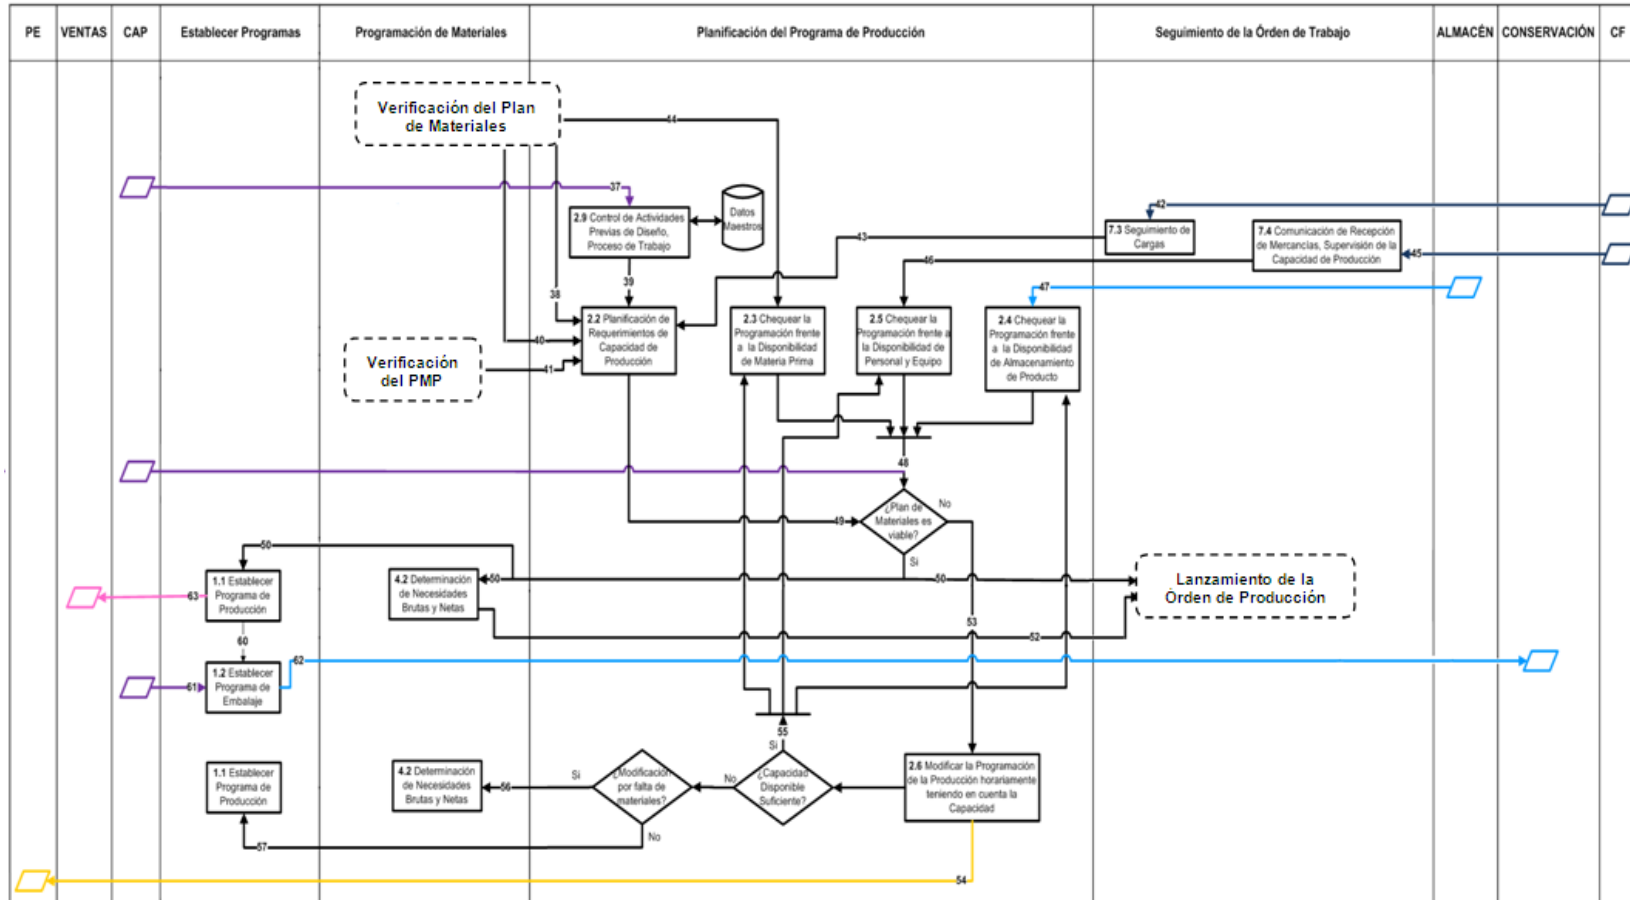 PE
VENTAS
CAP
Establecer Programas
Programación de Materiales
Planificación del Programa de Producción
Seguimiento de la Órden de Trabajo
ALMACÉN
CONSERVACIÓN
CF
Verificación del Plan
de Materiales
44
37
2.9 Control de Actividades
Previas de Diseño,
Proceso de Trabajo
Datos
Maestros
42
7.3 Seguimiento de
Cargas
43
7.4 Comunicación de Recepción
de Mercancías, Supervisión de la
Capacidad de Producción
45
46
39
38
47
2.2 Planificación de
Requerimientos de
Capacidad de
Producción
2.3 Chequear la
Programación frente
a la Disponibilidad
de Materia Prima
2.5 Chequear la
Programación frente a
la Disponibilidad de
Personal y Equipo
2.4 Chequear la
Programación frente
a la Disponibilidad
de Almacenamiento
de Producto
40
Verificación
del PMP
41
48
¿Plan de
Materiales es
viable?
No
49
Si
50
50
50
1.1 Establecer
Programa de
Producción
63
4.2 Determinación
de Necesidades
Brutas y Netas
Lanzamiento de la
Órden de Producción
53
52
60
62
1.2 Establecer
Programa de
Embalaje
61
55
Si
1.1 Establecer
Programa de
Producción
4.2 Determinación
de Necesidades
Brutas y Netas
56
Si
¿Modificación
por falta de
materiales?
No
¿Capacidad
Disponible
Suficiente?
2.6 Modificar la Programación
de la Producción horariamente
teniendo en cuenta la
Capacidad
No
57
54